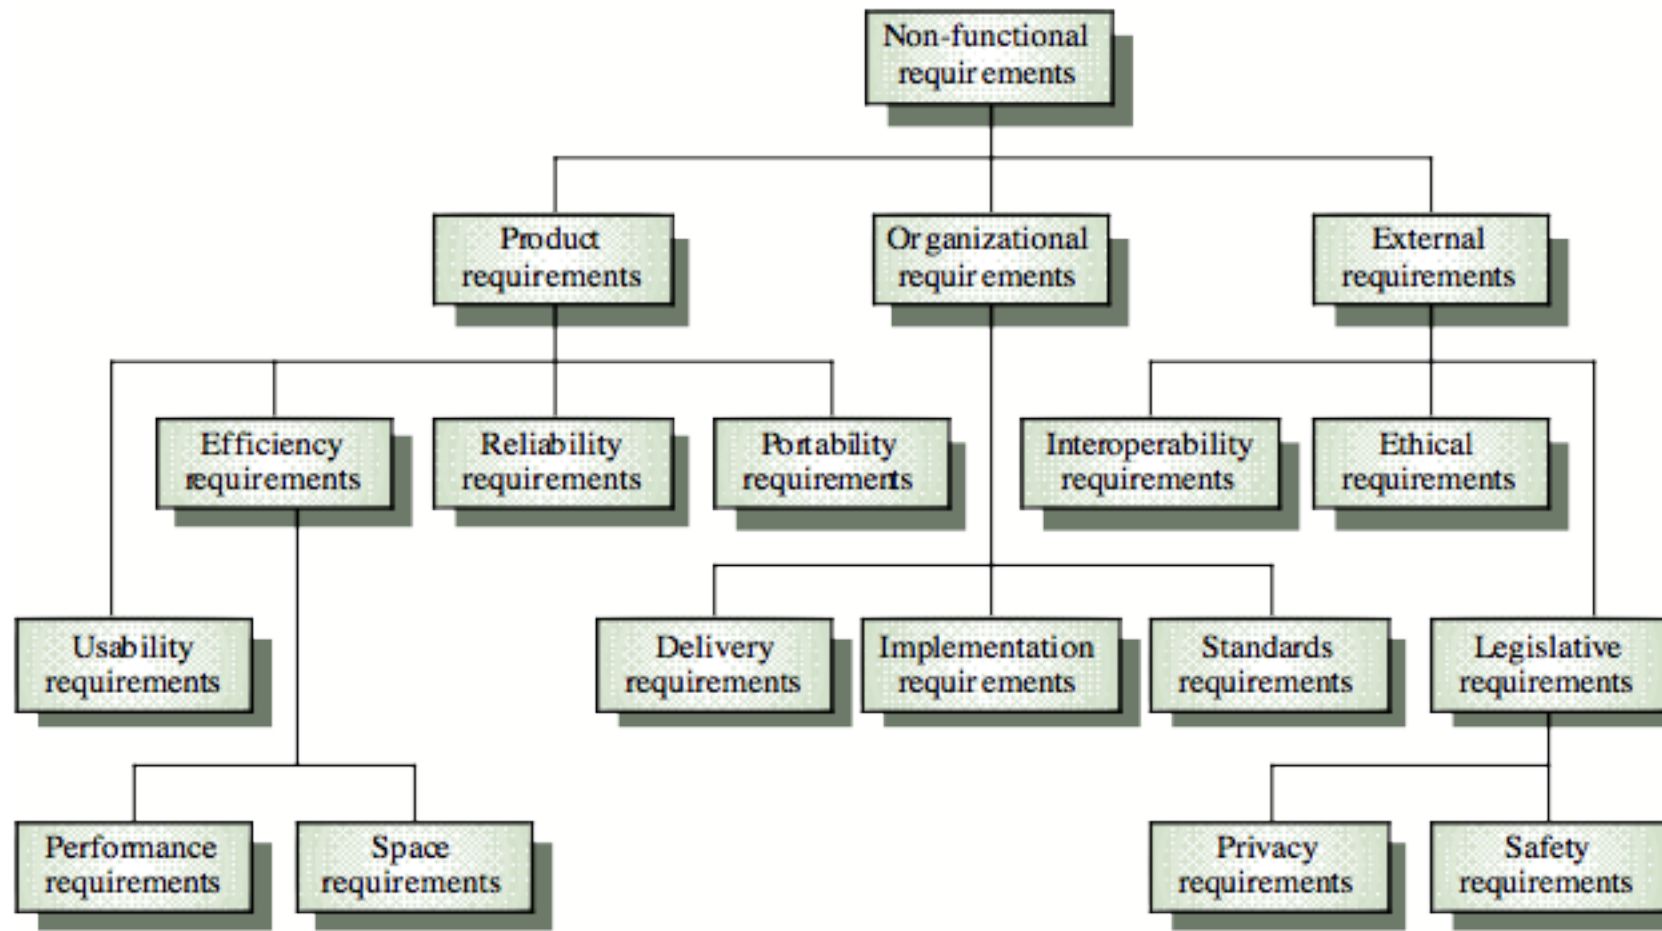 Non-functional
requirements
Product
requirements
Organizational
requirements
External
requirements
Efficiency
requirements
Reliability
requirements
Portability
requirements
Interoperability
requirements
Ethical
requirements
Usability
requirements
Delivery
requirements
Implementation
requirements
Standards
requirements
Legislative
requirements
Performance
requirements
Space
requirements
Privacy
requirements
Safety
requirements